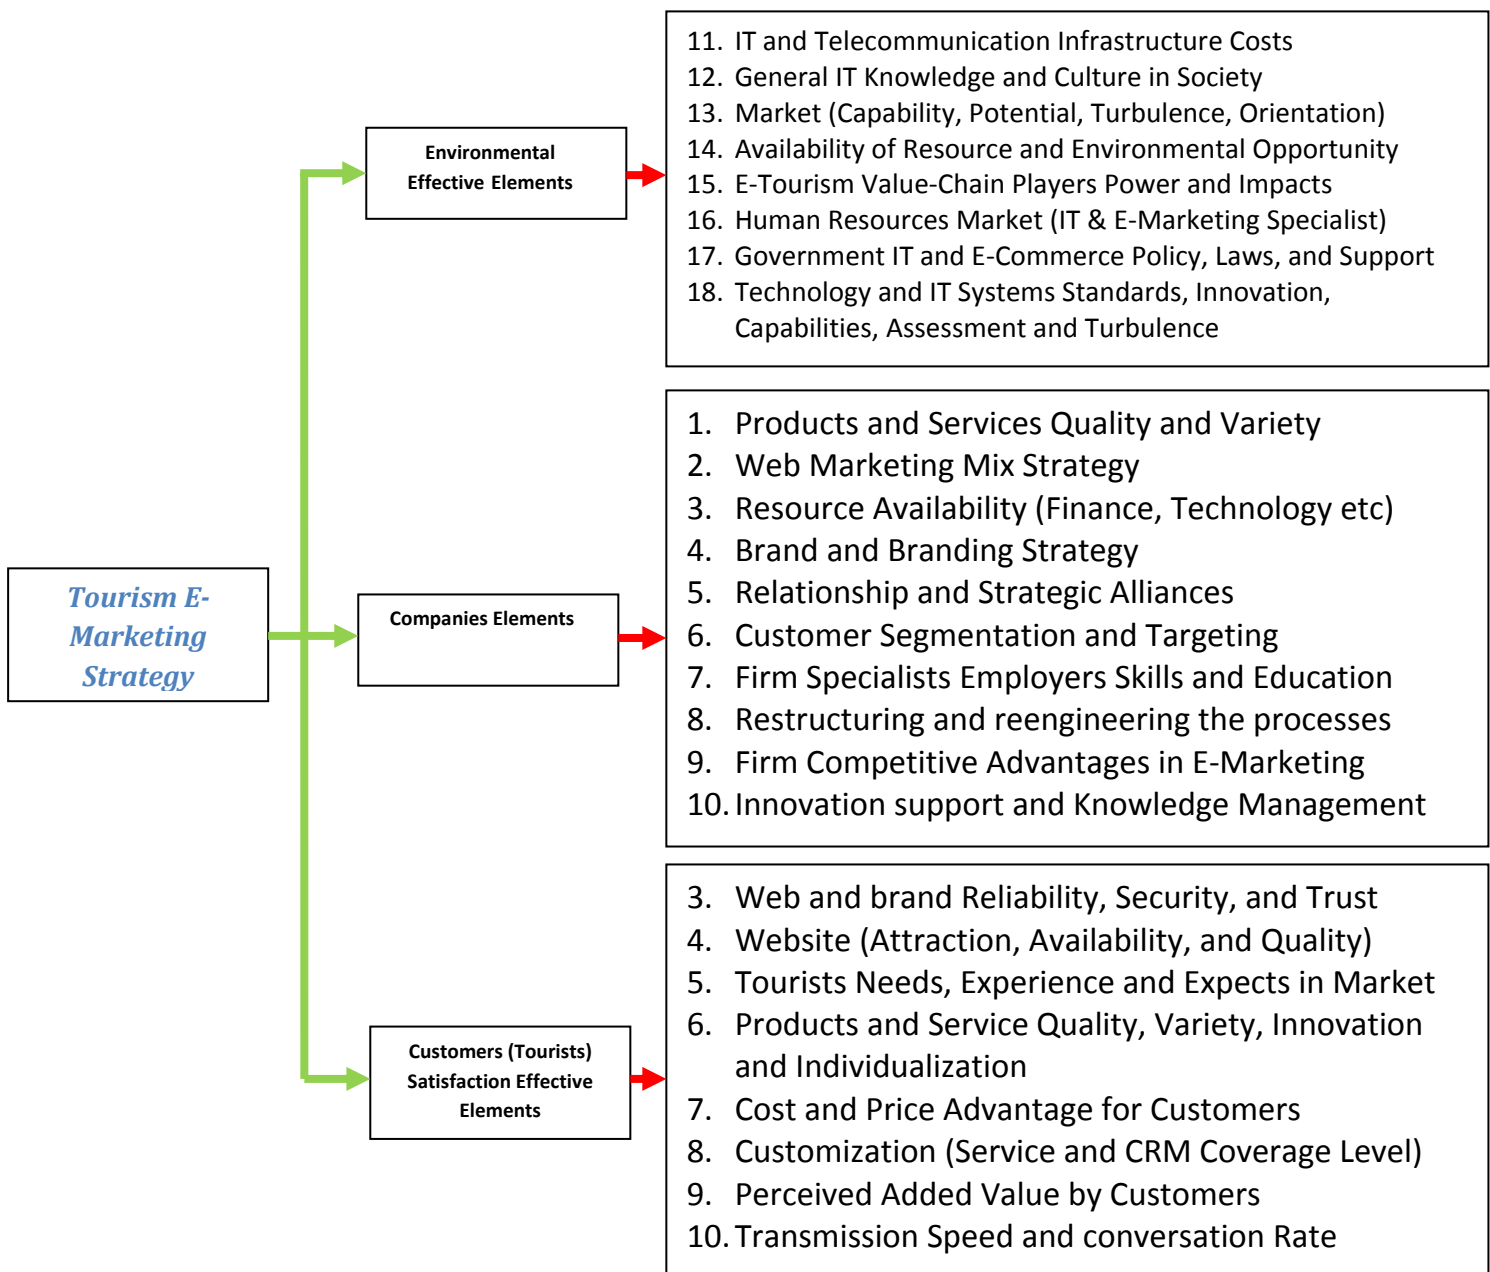 Tourism E-
Marketing
Strategy
Environmental
Effective Elements
11. IT and Telecommunication Infrastructure Costs
12. General IT Knowledge and Culture in Society
13. Market (Capability, Potential, Turbulence, Orientation)
14. Availability of Resource and Environmental Opportunity
15. E-Tourism Value-Chain Players Power and Impacts
16. Human Resources Market (IT & E-Marketing Specialist)
17. Government IT and E-Commerce Policy, Laws, and Support
18. Technology and IT Systems Standards, Innovation,
Capabilities, Assessment and Turbulence
Companies Elements
1. Products and Services Quality and Variety
2. Web Marketing Mix Strategy
3. Resource Availability (Finance, Technology etc)
4. Brand and Branding Strategy
5. Relationship and Strategic Alliances
6. Customer Segmentation and Targeting
7. Firm Specialists Employers Skills and Education
8. Restructuring and reengineering the processes
9. Firm Competitive Advantages in E-Marketing
10. Innovation support and Knowledge Management
Customers (Tourists)
Satisfaction Effective
Elements
3. Web and brand Reliability, Security, and Trust
4. Website (Attraction, Availability, and Quality)
5. Tourists Needs, Experience and Expects in Market
6. Products and Service Quality, Variety, Innovation
and Individualization
7. Cost and Price Advantage for Customers
8. Customization (Service and CRM Coverage Level)
9. Perceived Added Value by Customers
10. Transmission Speed and conversation Rate